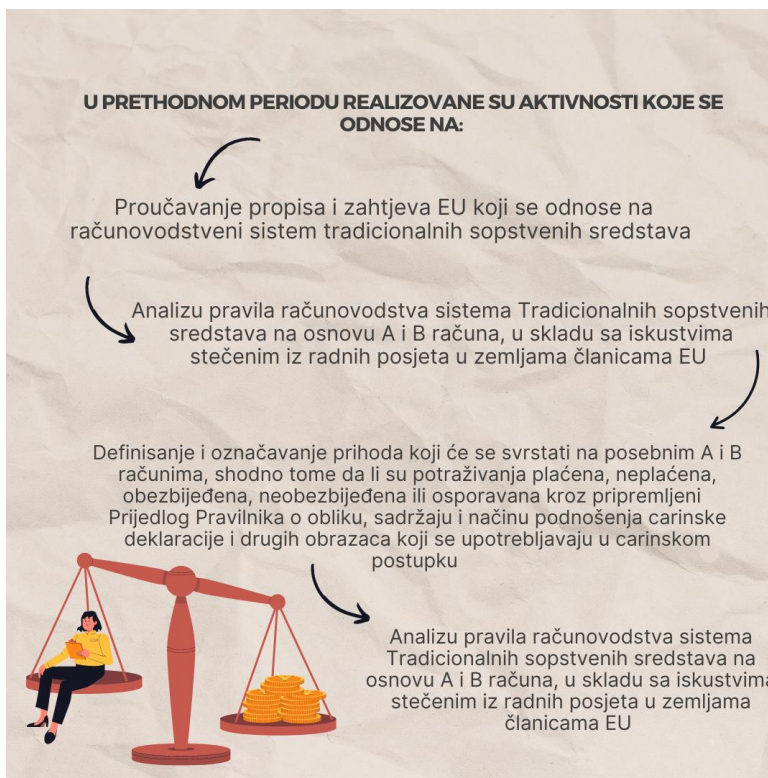 U PRETHODNOM PERIODU REALIZOVANE SU AKTIVNOSTI KOJE SE
ODNOSE NA:
Proučavanje propisa i zahtjeva EU koji se odnose na
računovodstveni sistem tradicionalnih sopstvenih sredstava
Analizu pravila računovodstva sistema Tradicionalnih sopstvenih
sredstava na osnovu A i B računa, u skladu sa iskustvima
stečenim iz radnih posjeta u zemljama članicama EU
Definisanje i označavanje prihoda koji će se svrstati na posebnim A i B
računima, shodno tome da li su potraživanja plaćena, neplaćena,
obezbijeđena, neobezbijeđena ili osporavana kroz pripremljeni
Prijedlog Pravilnika o obliku, sadržaju i načinu podnošenja carinske
deklaracije i drugih obrazaca koji se upotrebljavaju u carinskom
postupku
Analizu pravila računovodstva sistema
Tradicionalnih sopstvenih sredstava na
osnovu A i B računa, u skladu sa iskustvima
stečenim iz radnih posjeta u zemljama
članicama EU